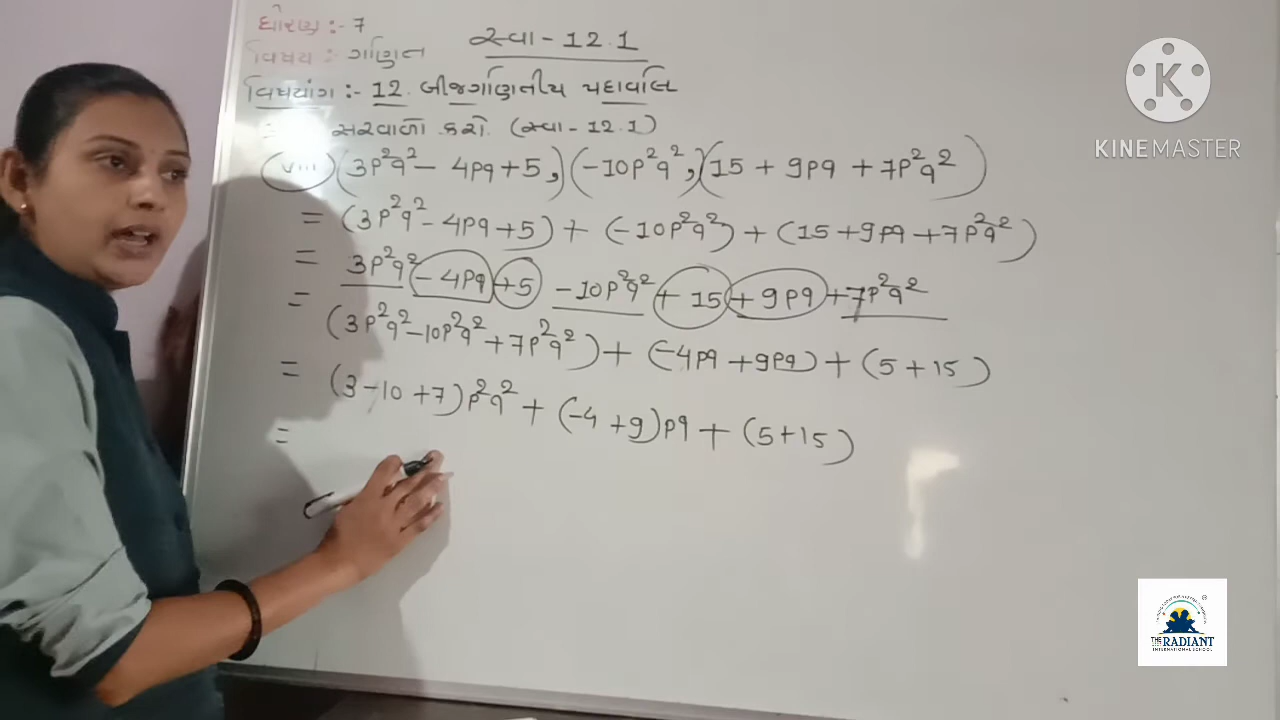 ધોરણ :- 7
વિષય : ગણિત
સ્વા - 12.1
વિષયાંગ :- 12. બીજગણિતીય પદાવલિ
સરવાળો કરો. (સ્વા - 12.1)
(viii) (3p²q² - 4pq + 5,) (-10p²q², (15 + 9pq + 7p²q²)
= (3p²q² - 4pq + 5) + (-10p²q²) + (15 + 9pq + 7p²q²)
= 3p²q² - 4pq + 5 - 10p²q² + 15 + 9pq + 7p²q²
= (3p²q² - 10p²q² + 7p²q²) + (-4pq + 9pq) + (5 + 15)
= (3 - 10 + 7)p²q² + (-4 + 9)pq + (5 + 15)
=
KINEMASTER
K
THE RADIANT
INTERNATIONAL SCHOOL